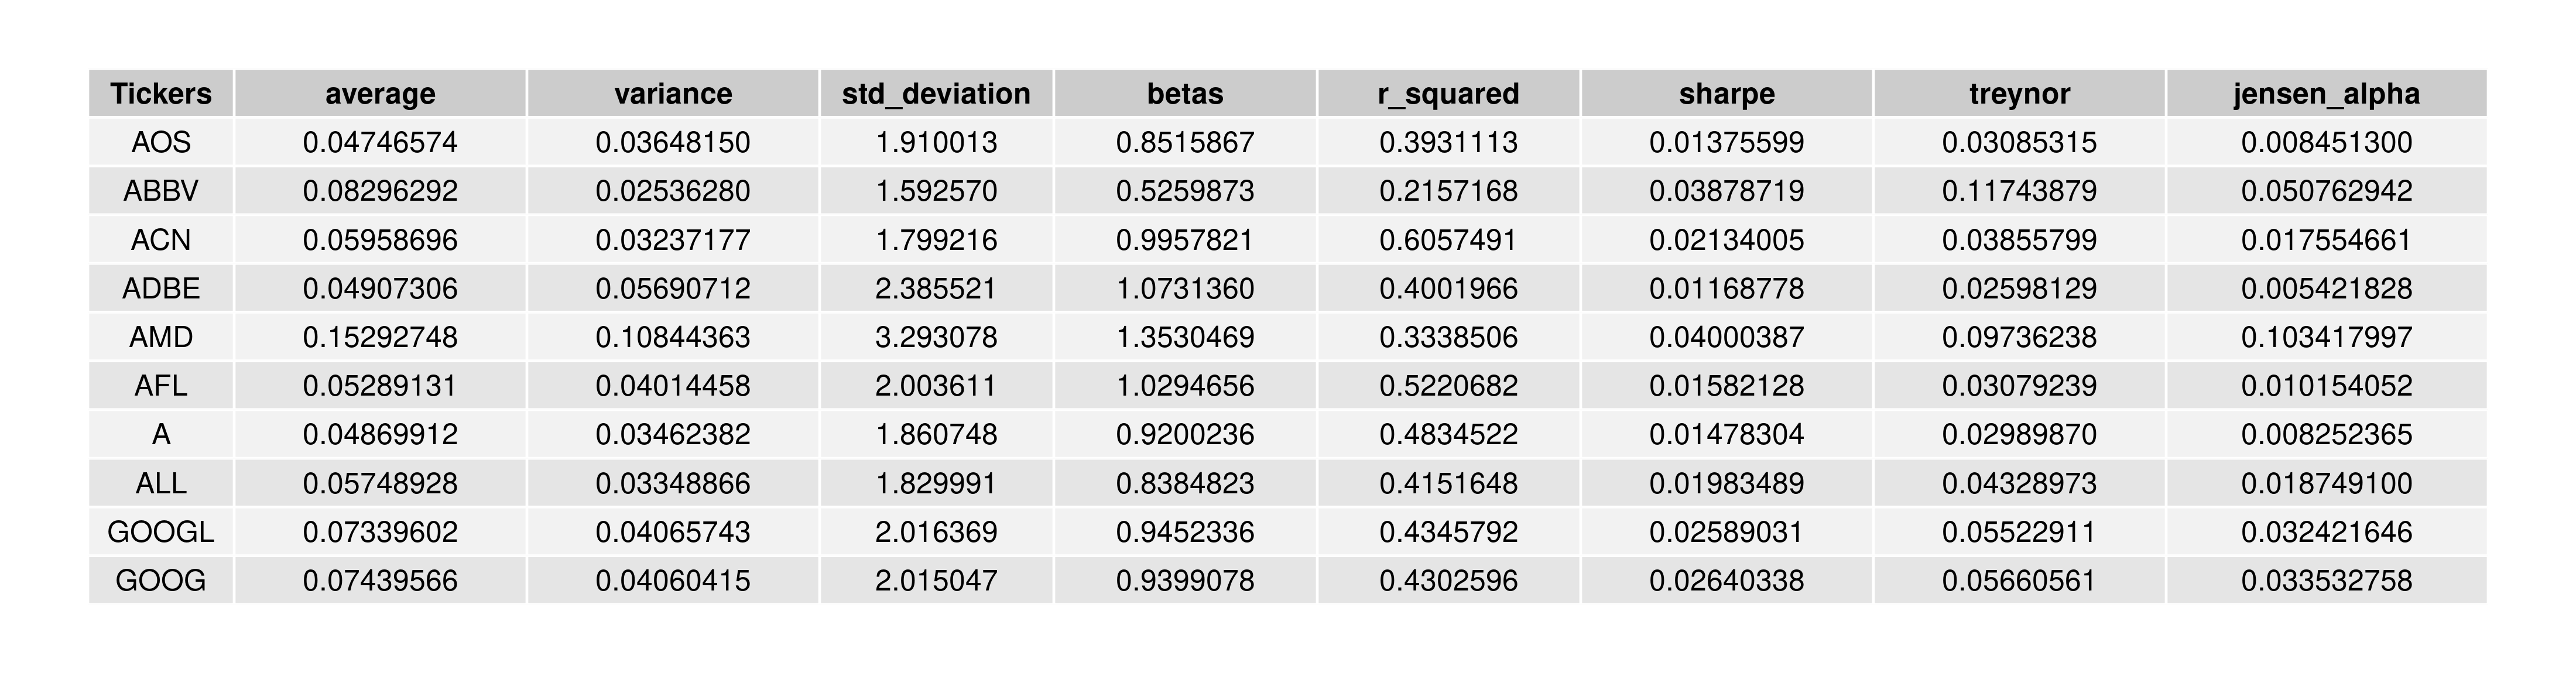 Tickers average variance std_deviation betas r_squared sharpe treynor jensen_alpha
AOS 0.04746574 0.03648150 1.910013 0.8515867 0.3931113 0.01375599 0.03085315 0.008451300
ABBV 0.08296292 0.02536280 1.592570 0.5259873 0.2157168 0.03878719 0.11743879 0.050762942
ACN 0.05958696 0.03237177 1.799216 0.9957821 0.6057491 0.02134005 0.03855799 0.017554661
ADBE 0.04907306 0.05690712 2.385521 1.0731360 0.4001966 0.01168778 0.02598129 0.005421828
AMD 0.15292748 0.10844363 3.293078 1.3530469 0.3338506 0.04000387 0.09736238 0.103417997
AFL 0.05289131 0.04014458 2.003611 1.0294656 0.5220682 0.01582128 0.03079239 0.010154052
A 0.04869912 0.03462382 1.860748 0.9200236 0.4834522 0.01478304 0.02989870 0.008252365
ALL 0.05748928 0.03348866 1.829991 0.8384823 0.4151648 0.01983489 0.04328973 0.018749100
GOOGL 0.07339602 0.04065743 2.016369 0.9452336 0.4345792 0.02589031 0.05522911 0.032421646
GOOG 0.07439566 0.04060415 2.015047 0.9399078 0.4302596 0.02640338 0.05660561 0.033532758